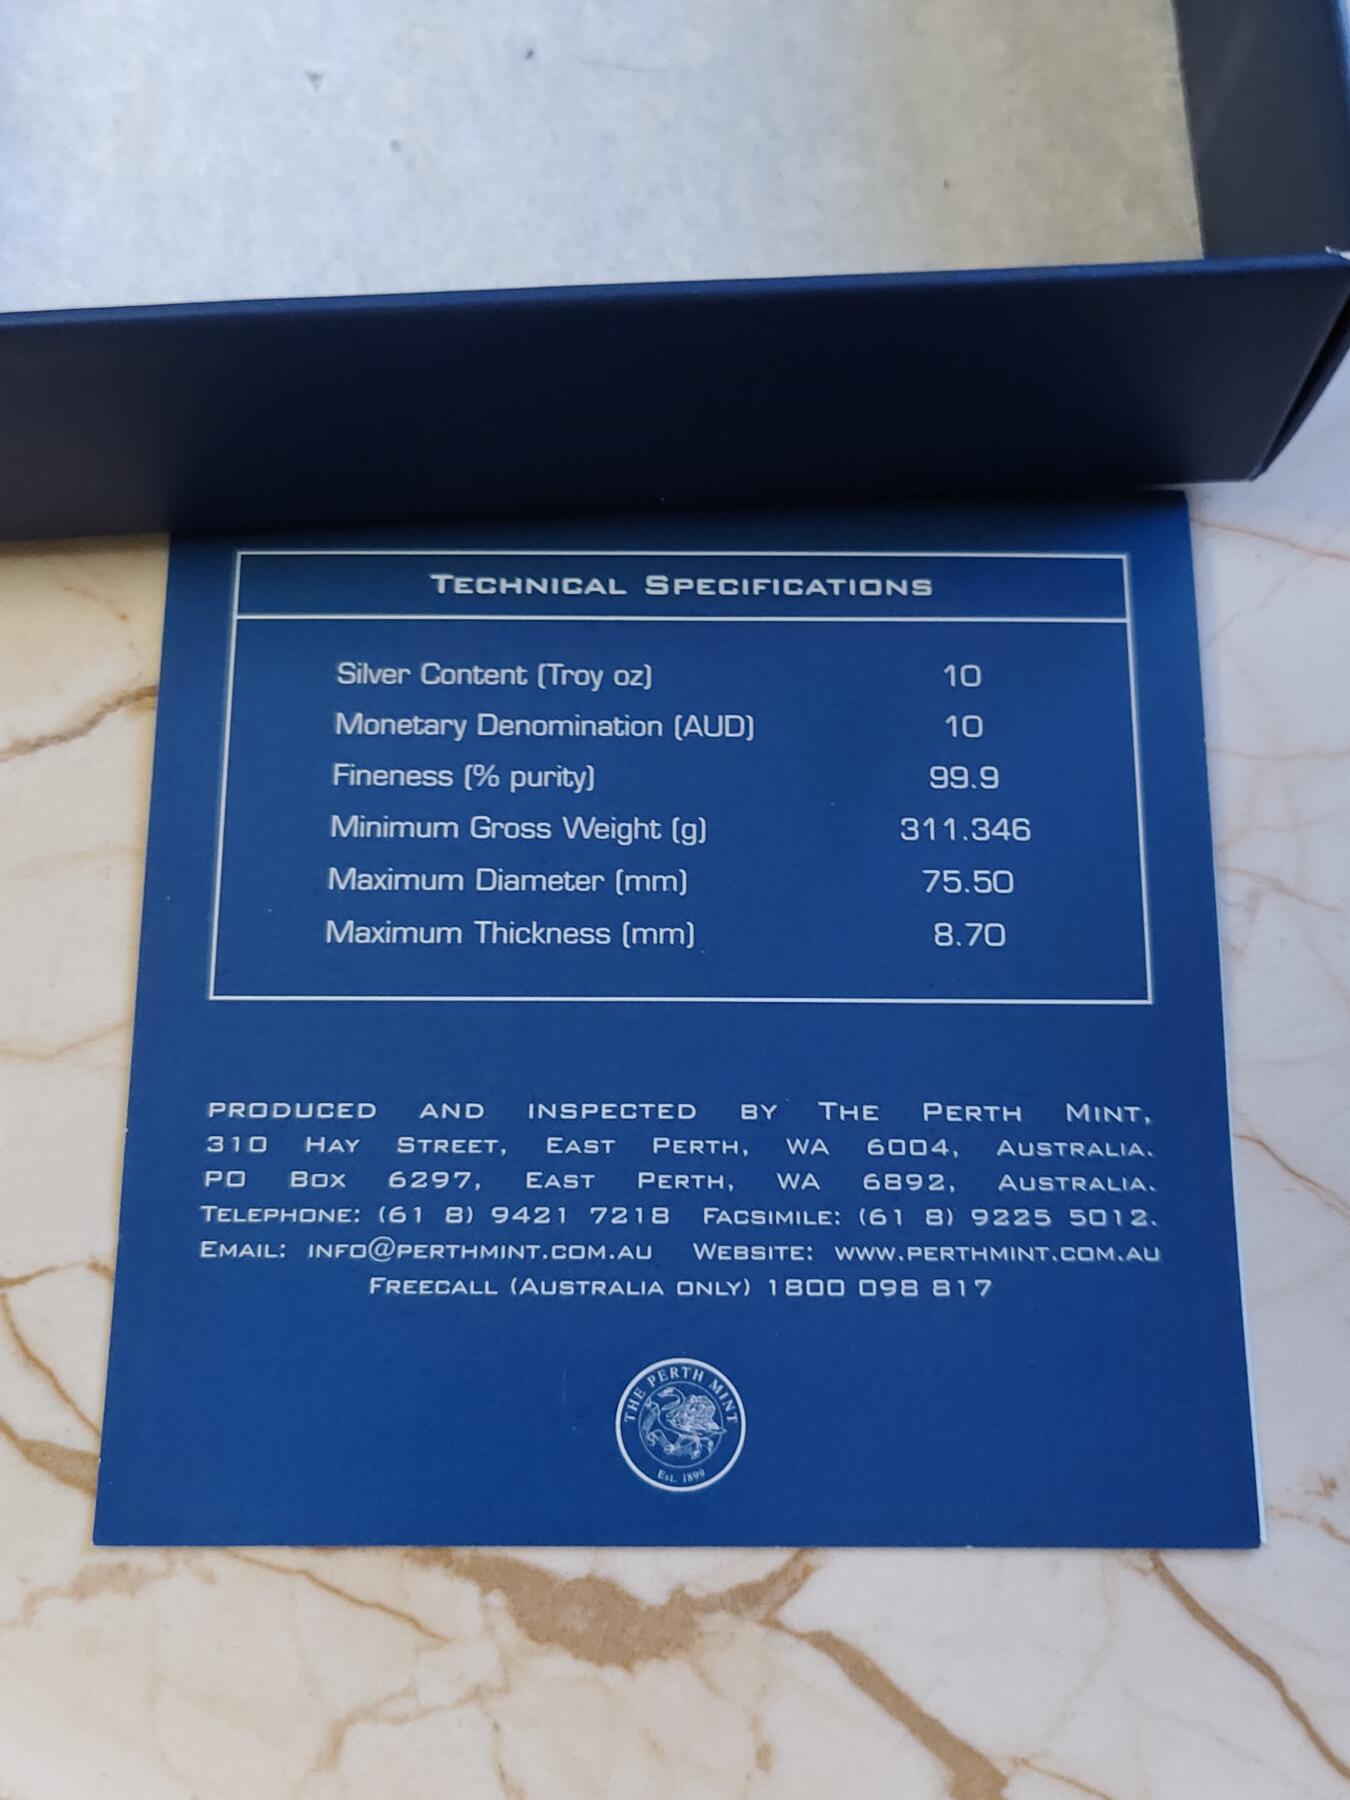 Technical Specifications
Silver Content (Troy oz) 10
Monetary Denomination (AUD) 10
Fineness (% purity) 99.9
Minimum Gross Weight (g) 311.346
Maximum Diameter (mm) 75.50
Maximum Thickness (mm) 8.70
PRODUCED AND INSPECTED BY THE PERTH MINT,
310 HAY STREET, EAST PERTH, WA 6004, AUSTRALIA.
PO BOX 6297, EAST PERTH, WA 6892, AUSTRALIA.
TELEPHONE: (61 8) 9421 7218 FACSIMILE: (61 8) 9225 5012.
EMAIL: INFO@PERTHMINT.COM.AU WEBSITE: WWW.PERTHMINT.COM.AU
FREECALL (AUSTRALIA ONLY) 1800 098 817
THE PERTH MINT
EST. 1899